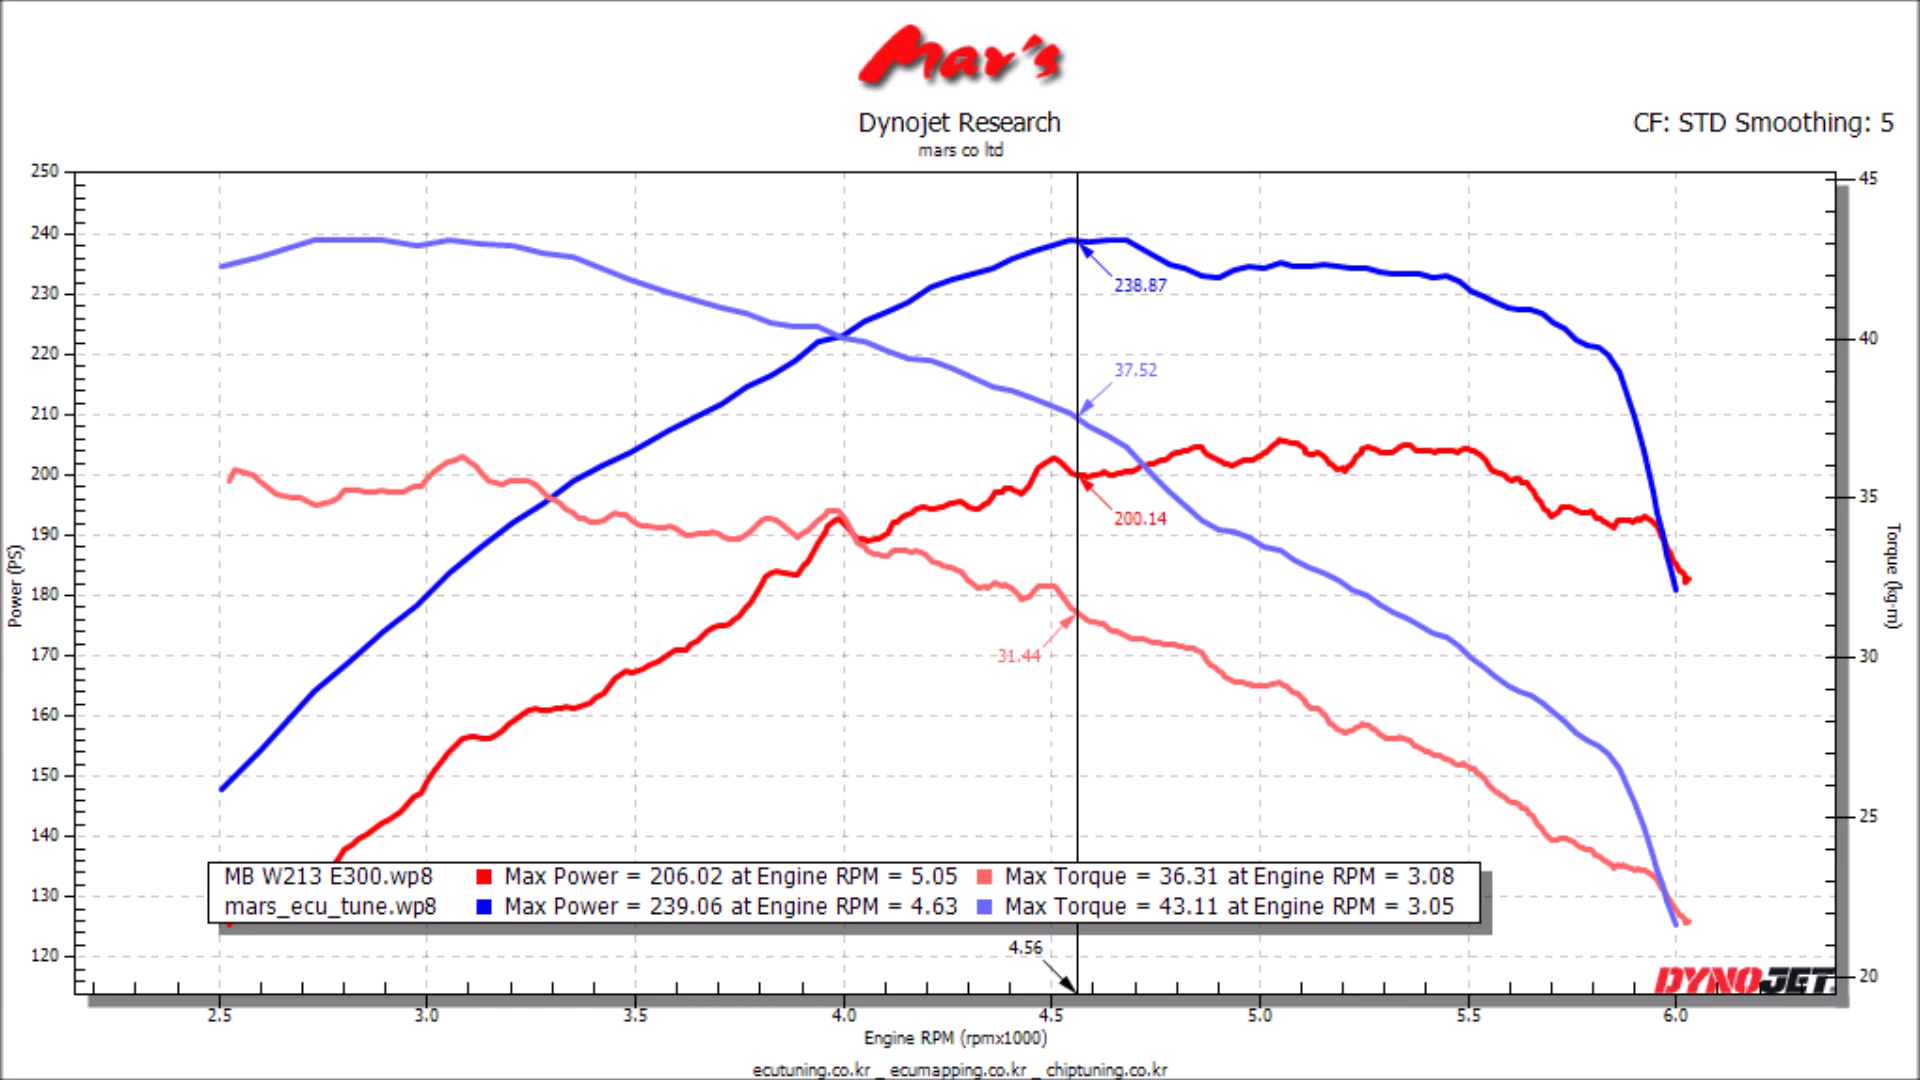 Mar's
Dynojet Research
mars co ltd
CF: STD Smoothing: 5
250
240
230
220
210
200
190
180
170
160
150
140
130
120
Power (PS)
45
40
35
30
25
20
Torque (kg-m)
238.87
37.52
200.14
31.44
MB W213 E300.wp8 Max Power = 206.02 at Engine RPM = 5.05 Max Torque = 36.31 at Engine RPM = 3.08
mars_ecu_tune.wp8 Max Power = 239.06 at Engine RPM = 4.63 Max Torque = 43.11 at Engine RPM = 3.05
4.56
DYNOJET
2.5 3.0 3.5 4.0 4.5 5.0 5.5 6.0
Engine RPM (rpmx1000)
ecutuning.co.kr _ ecumapping.co.kr _ chiptuning.co.kr